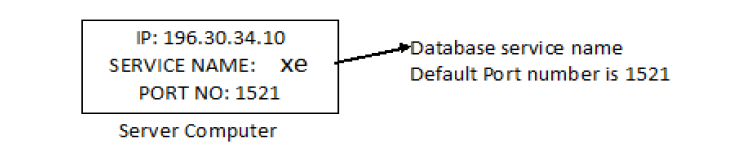 IP: 196.30.34.10
SERVICE NAME: xe
PORT NO: 1521
Server Computer
Database service name
Default Port number is 1521